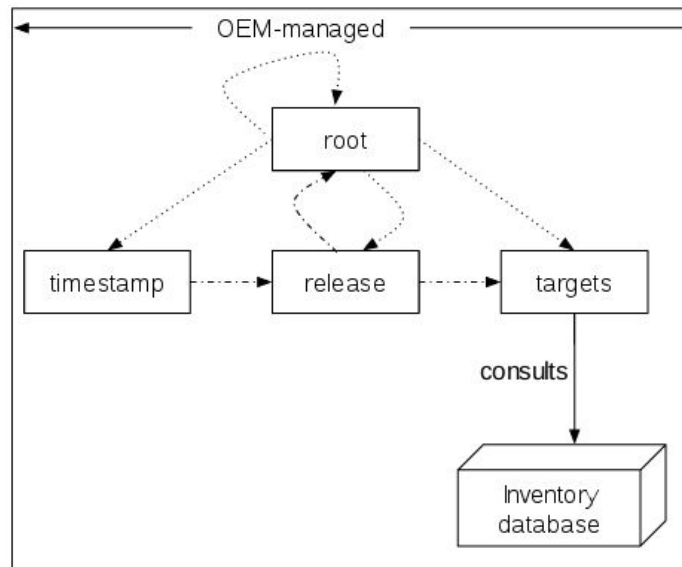 OEM-managed
root
timestamp
release
targets
consults
Inventory
database